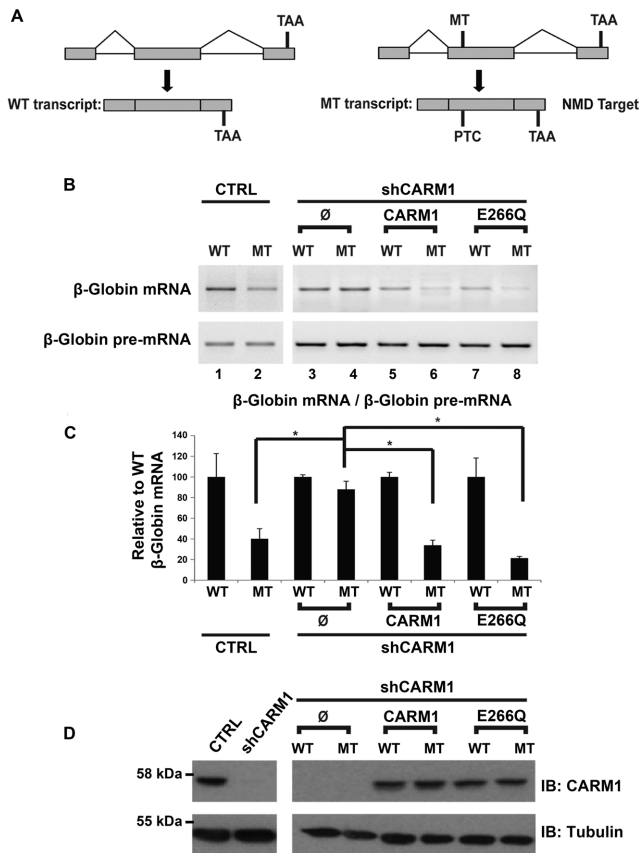 A
TAA
MT
TAA
WT transcript:
TAA
MT transcript:
NMD Target
PTC
TAA
B
CTRL
shCARM1
Ø
CARM1
E266Q
WT MT WT MT WT MT WT MT
β-Globin mRNA
β-Globin pre-mRNA
1 2 3 4 5 6 7 8
β-Globin mRNA / β-Globin pre-mRNA
C
Relative to WT
β-Globin mRNA
140
120
100
80
60
40
20
0
*
*
*
WT MT WT MT WT MT WT MT
Ø
CARM1
E266Q
CTRL
shCARM1
D
CTRL
shCARM1
shCARM1
Ø
CARM1
E266Q
WT MT WT MT WT MT
58 kDa
IB: CARM1
55 kDa
IB: Tubulin